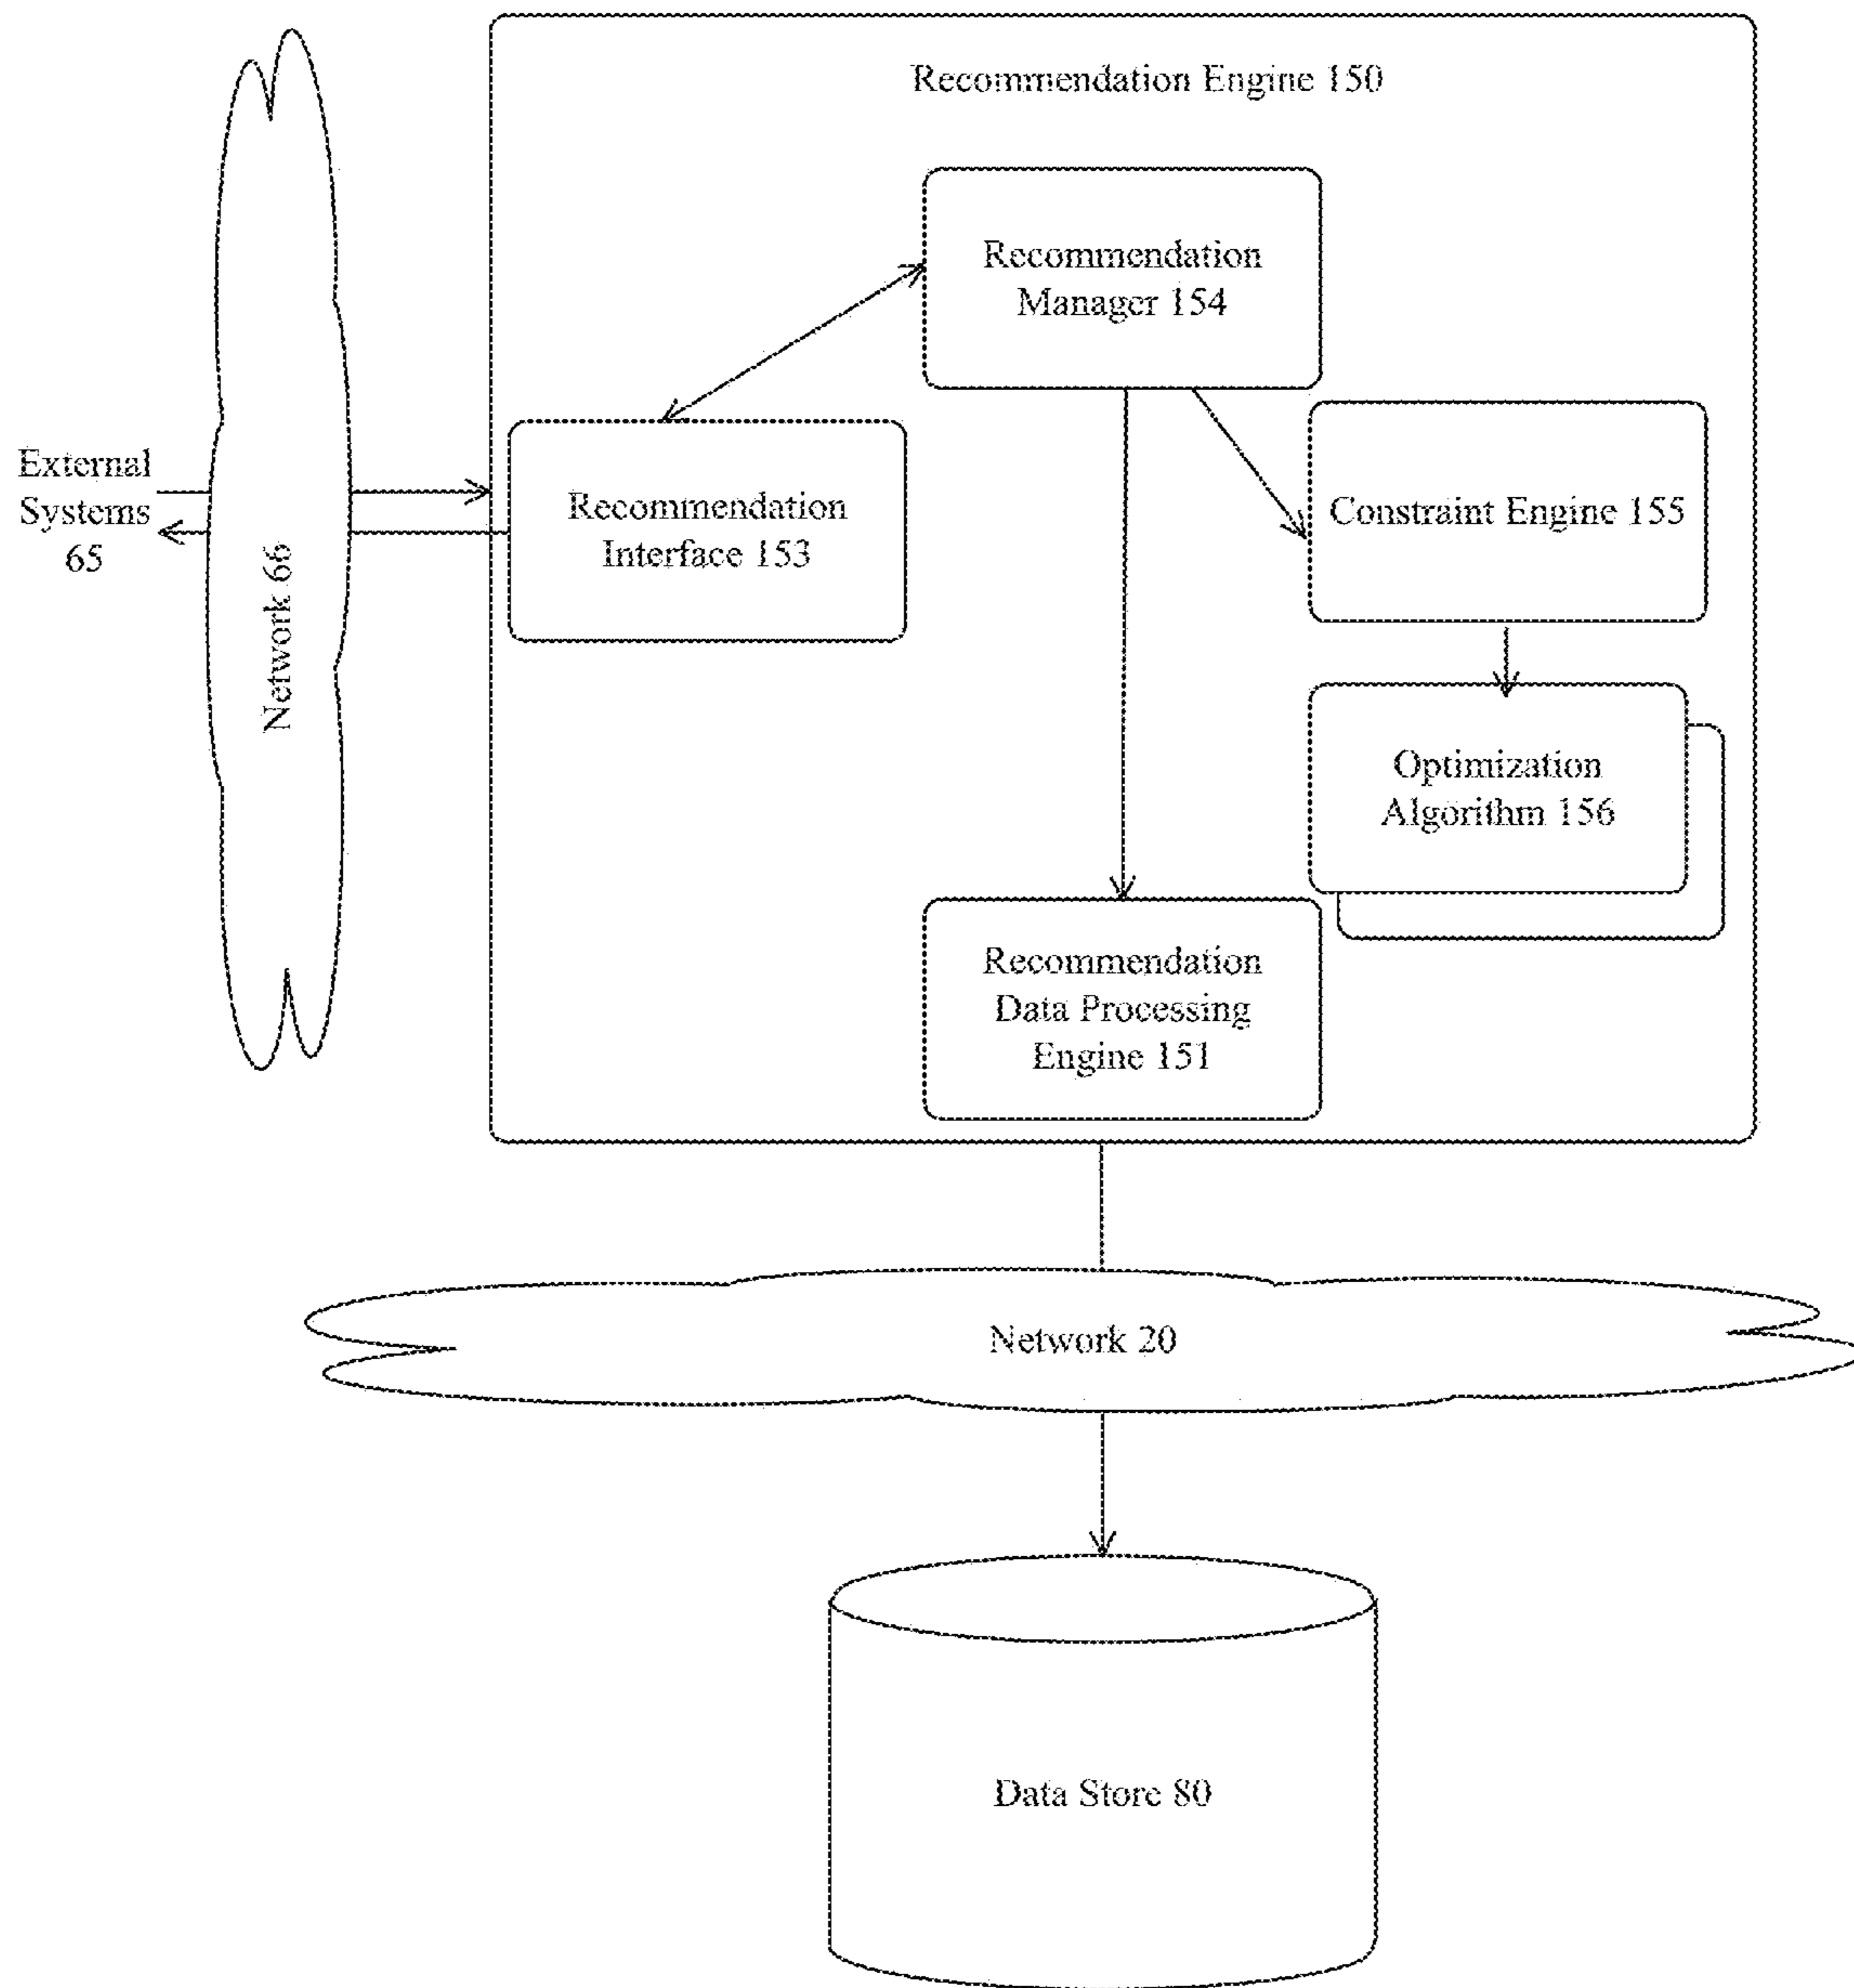 Recommendation Engine 150
Recommendation
Manager 154
External
Systems
65
Network 66
Recommendation
Interface 153
Constraint Engine 155
Optimization
Algorithm 156
Recommendation
Data Processing
Engine 151
Network 20
Data Store 80